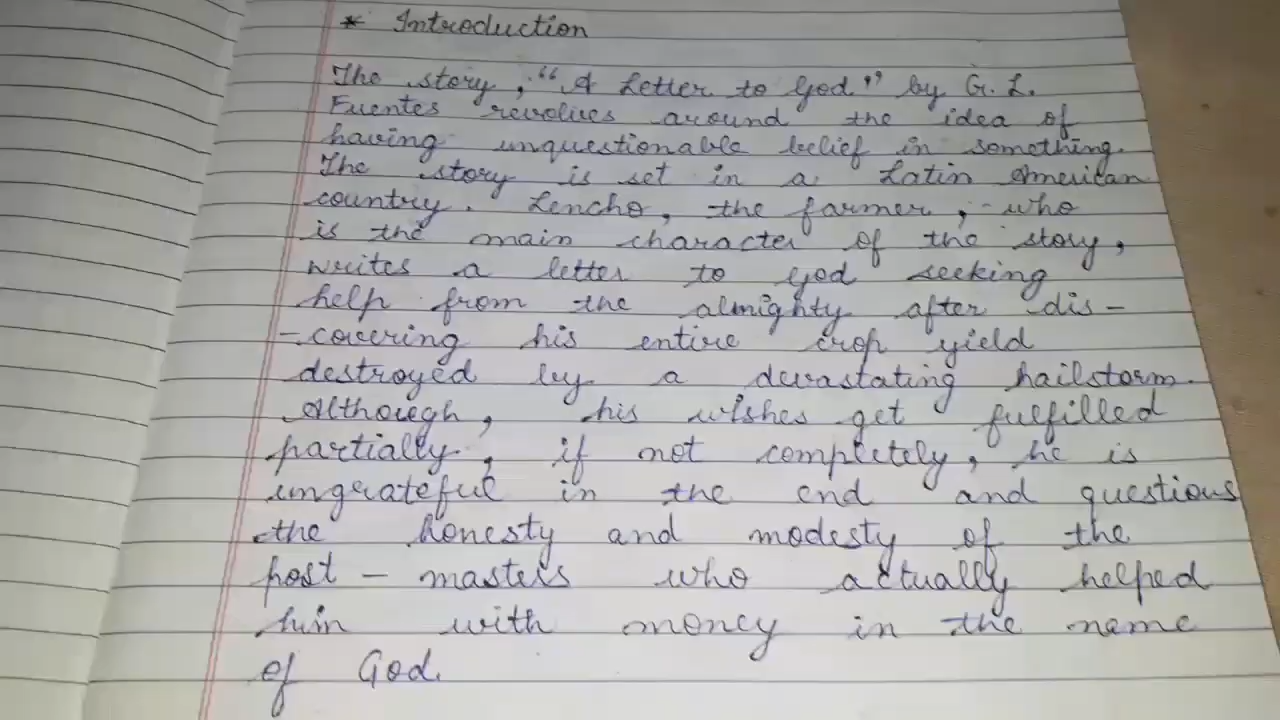 * Introduction
The story, "A Letter to God" by G. L.
Fuentes revolves around the idea of
having unquestionable belief in something.
The story is set in a Latin American
country. Lencho, the farmer, who
is the main character of the story,
writes a letter to God seeking
help from the almighty after dis-
-covering his entire crop yield
destroyed by a devastating hailstorm.
Although, his wishes get fulfilled
partially, if not completely, he is
ungrateful in the end and questions
the honesty and modesty of the
post-masters who actually helped
him with money in the name
of God.